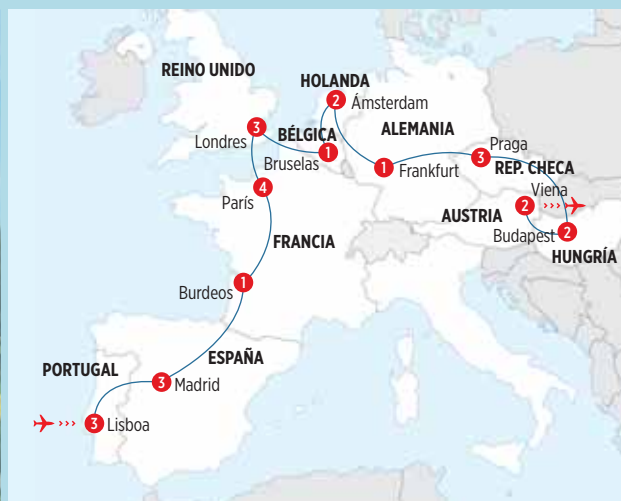 REINO UNIDO
HOLANDA
2
Ámsterdam
3
Londres
BÉLGICA
1
Bruselas
ALEMANIA
1
Frankfurt
3
Praga
REP. CHECA
4
París
Viena
2
›››
AUSTRIA
Budapest
2
HUNGRÍA
FRANCIA
Burdeos
1
ESPAÑA
PORTUGAL
3
Madrid
›››
3
Lisboa